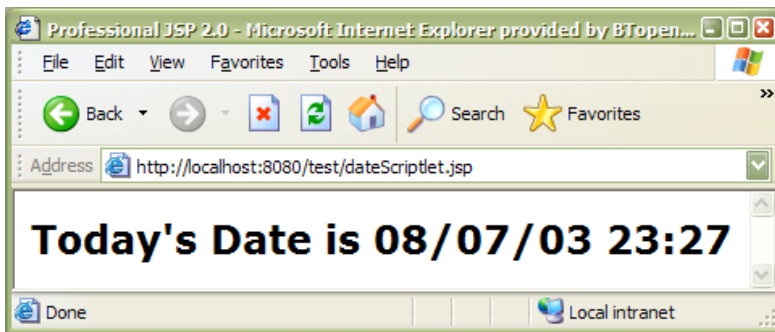 Professional JSP 2.0 - Microsoft Internet Explorer provided by BTopen...
File Edit View Favorites Tools Help
Back Search Favorites »
Address http://localhost:8080/test/dateScriptlet.jsp
Today's Date is 08/07/03 23:27
Done Local intranet